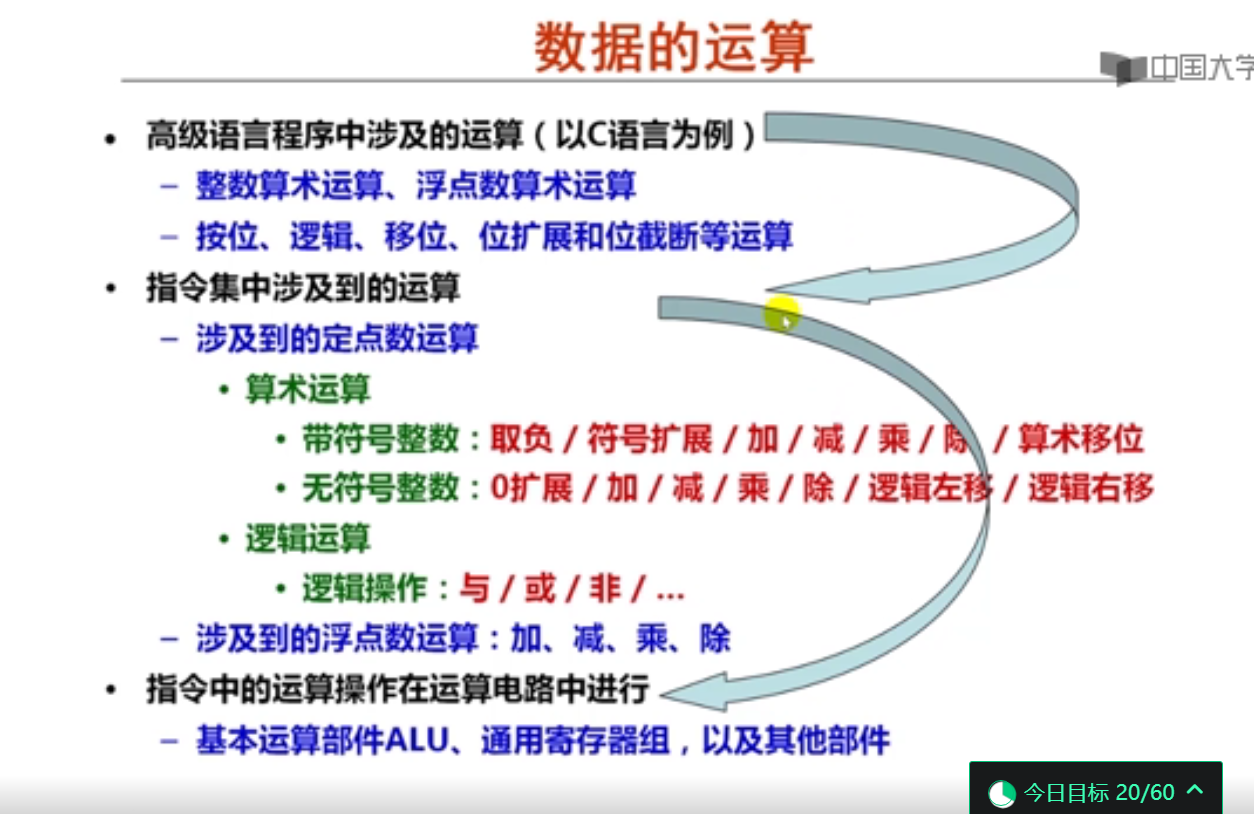 数据的运算
中国大学
• 高级语言程序中涉及的运算（以C语言为例）
– 整数算术运算、浮点数算术运算
– 按位、逻辑、移位、位扩展和位截断等运算
• 指令集中涉及到的运算
– 涉及到的定点数运算
• 算术运算
• 带符号整数：取负 / 符号扩展 / 加 / 减 / 乘 / 除 / 算术移位
• 无符号整数：0扩展 / 加 / 减 / 乘 / 除 / 逻辑左移 / 逻辑右移
• 逻辑运算
• 逻辑操作：与 / 或 / 非 / …
– 涉及到的浮点数运算：加、减、乘、除
• 指令中的运算操作在运算电路中进行
– 基本运算部件ALU、通用寄存器组，以及其他部件
今日目标 20/60